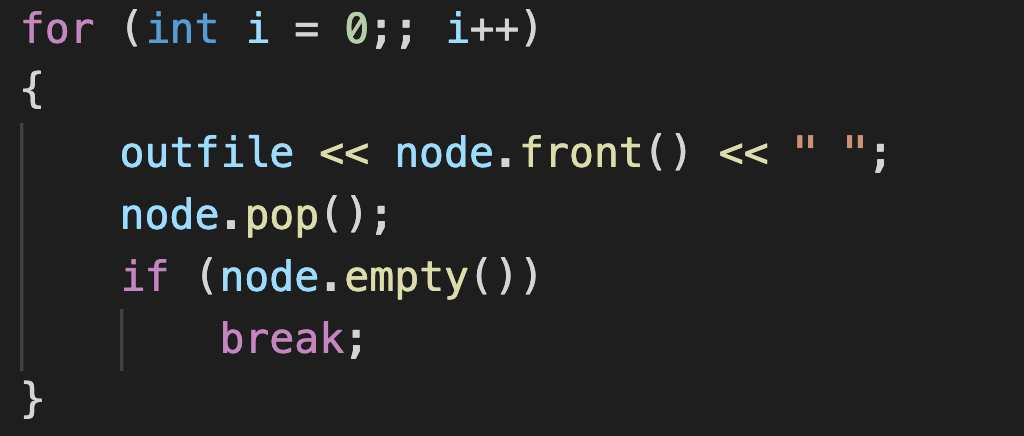 for (int i = 0;; i++)
{
    outfile << node.front() << " ";
    node.pop();
    if (node.empty())
        break;
}